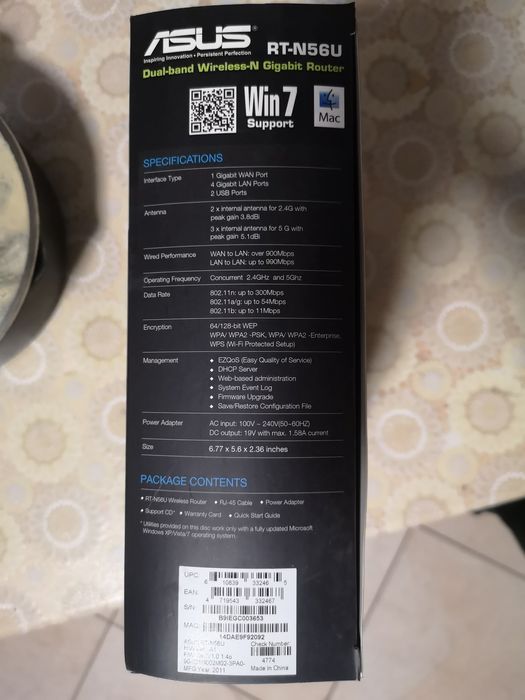 ASUS
Inspiring Innovation • Persistent Perfection
RT-N56U
Dual-band Wireless-N Gigabit Router
Win7
Support
Mac
SPECIFICATIONS
Interface Type 1 Gigabit WAN Port
4 Gigabit LAN Ports
2 USB Ports
Antenna 2 x internal antenna for 2.4G with
peak gain 3.8dBi
3 x internal antenna for 5 G with
peak gain 5.1dBi
Wired Performance WAN to LAN: over 900Mbps
LAN to LAN: up to 990Mbps
Operating Frequency Concurrent 2.4GHz and 5Ghz
Data Rate 802.11n: up to 300Mbps
802.11a/g: up to 54Mbps
802.11b: up to 11Mbps
Encryption 64/128-bit WEP
WPA/ WPA2 -PSK, WPA/ WPA2 -Enterprise,
WPS (Wi-Fi Protected Setup)
Management ◆ EZQoS (Easy Quality of Service)
◆ DHCP Server
◆ Web-based administration
◆ System Event Log
◆ Firmware Upgrade
◆ Save/Restore Configuration File
Power Adapter AC input: 100V ~ 240V(50~60HZ)
DC output: 19V with max. 1.58A current
Size 6.77 x 5.6 x 2.36 inches
PACKAGE CONTENTS
• RT-N56U Wireless Router • RJ-45 Cable • Power Adapter
• Support CD* • Warranty Card • Quick Start Guide
* Utilities provided on this disc work only with a fully updated Microsoft
Windows XP/Vista/7 operating system.
UPC:
6 10839 33246 5
EAN:
4 719543 332467
S/N
B9IEGC003653
MAC:
14DAE9F92092
RT-N56U Check Number
4774
MFG Year: 2011 Made In China